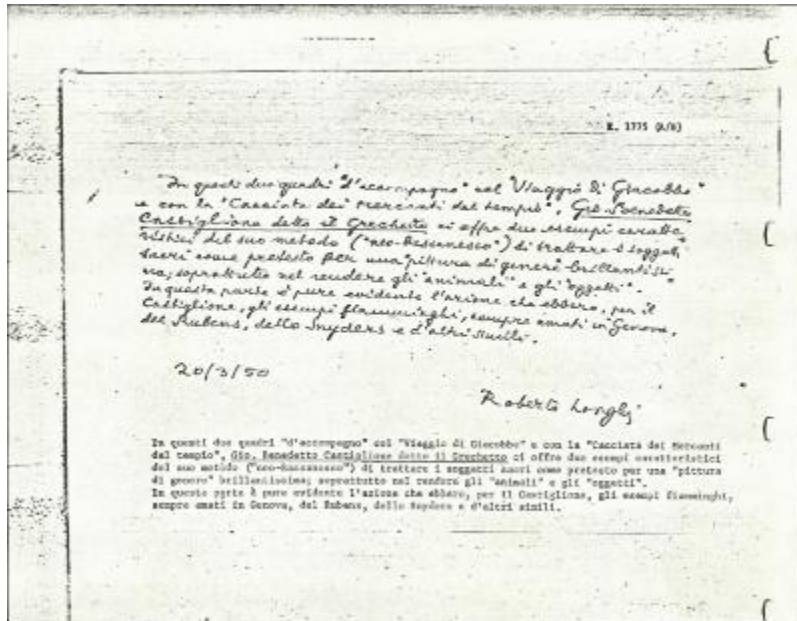 E. 1775 (A/B)
In questi due quadri "d'accompagno" col "Viaggio di Giacobbe"
e con la "Cacciata dei Mercanti dal tempio", Gio Benedetto
Castiglione detto il Grechetto ci offre due esempi caratte
ristici del suo metodo ("neo-bassanesco") di trattare i soggetti
sacri come pretesto per una "pittura di genere" brillantissi
ma; soprattutto nel rendere gli "animali" e gli "oggetti".
In questa parte è pure evidente l'azione che ebbero, per il
Castiglione, gli esempi fiamminghi, sempre amati in Genova,
del Rubens, dello Snyders e d'altri simili.
20/3/50
Roberto Longhi
In questi due quadri "d'accompagno" col "Viaggio di Giacobbe" e con la "Cacciata dei Mercanti
dal tempio", Gio. Benedetto Castiglione detto il Grechetto ci offre due esempi caratteristici
del suo metodo ("neo-bassanesco") di trattare i soggetti sacri come pretesto per una "pittura
di genere" brillantissima; soprattutto nel rendere gli "animali" e gli "oggetti".
In questa parte è pure evidente l'azione che ebbero, per il Castiglione, gli esempi fiamminghi,
sempre amati in Genova, del Rubens, dello Snyders e d'altri simili.